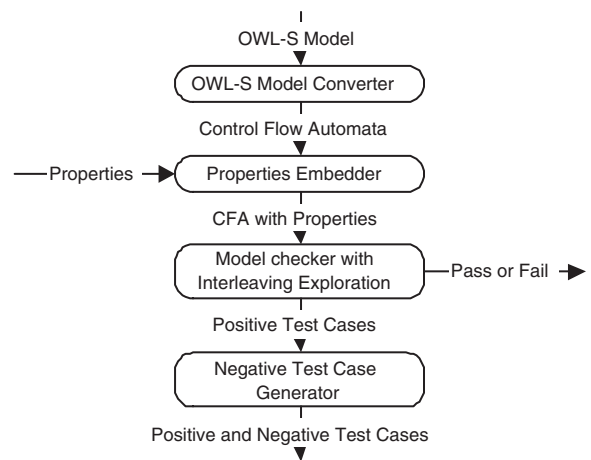 OWL-S Model
OWL-S Model Converter
Control Flow Automata
Properties
Properties Embedder
CFA with Properties
Model checker with
Interleaving Exploration
Pass or Fail
Positive Test Cases
Negative Test Case
Generator
Positive and Negative Test Cases